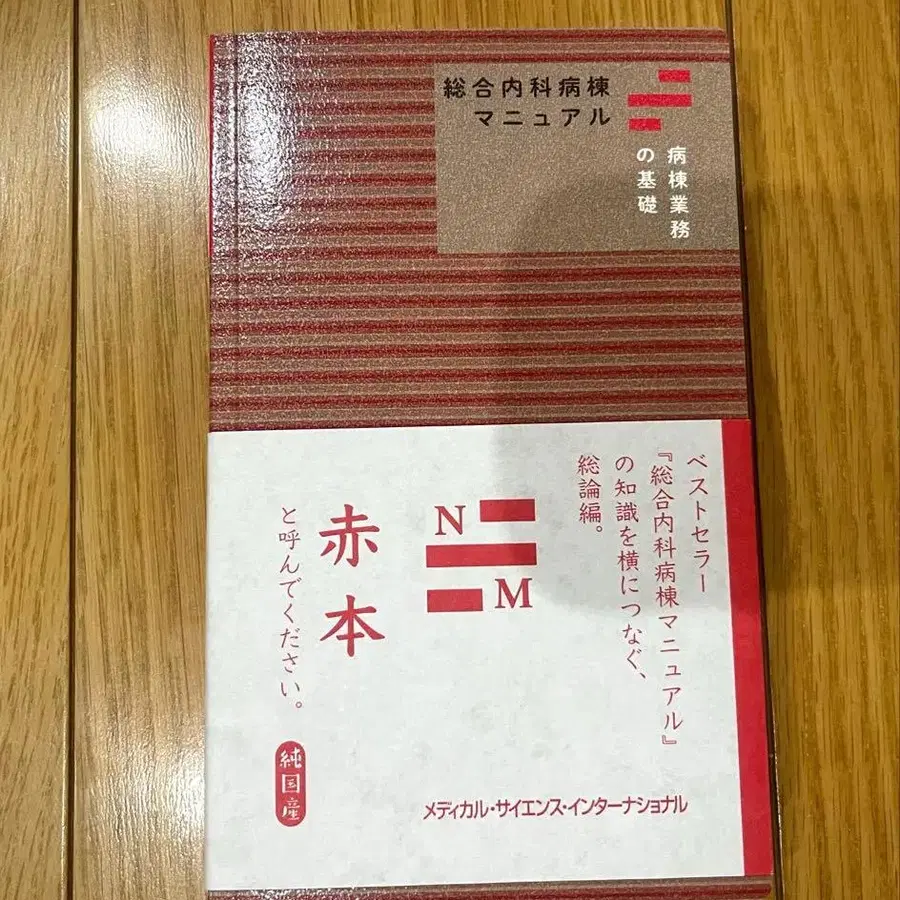 総合内科病棟
マニュアル
病棟業務
の基礎
ベストセラー
『総合内科病棟マニュアル』
の知識を横につなぐ、
総論編。
N
M
赤本
と呼んでください。
純国産
メディカル・サイエンス・インターナショナル